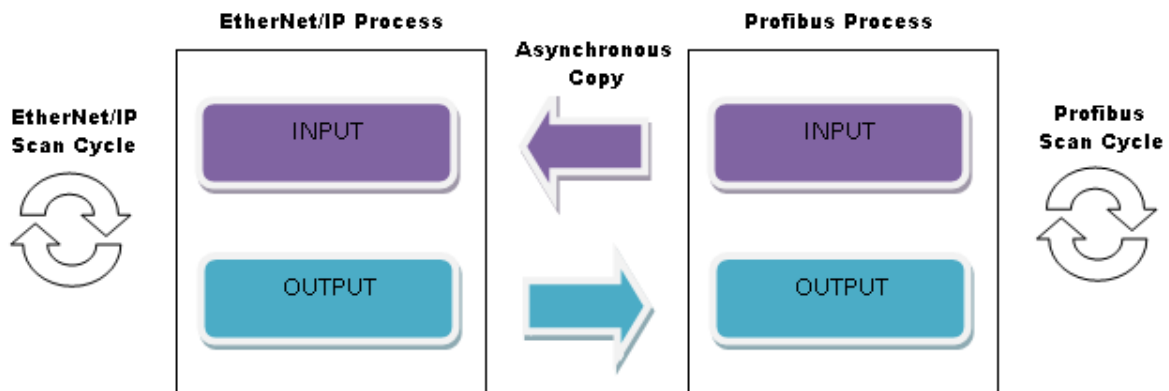 EtherNet/IP Process
Profibus Process
Asynchronous
Copy
EtherNet/IP
Scan Cycle
INPUT
INPUT
Profibus
Scan Cycle
OUTPUT
OUTPUT